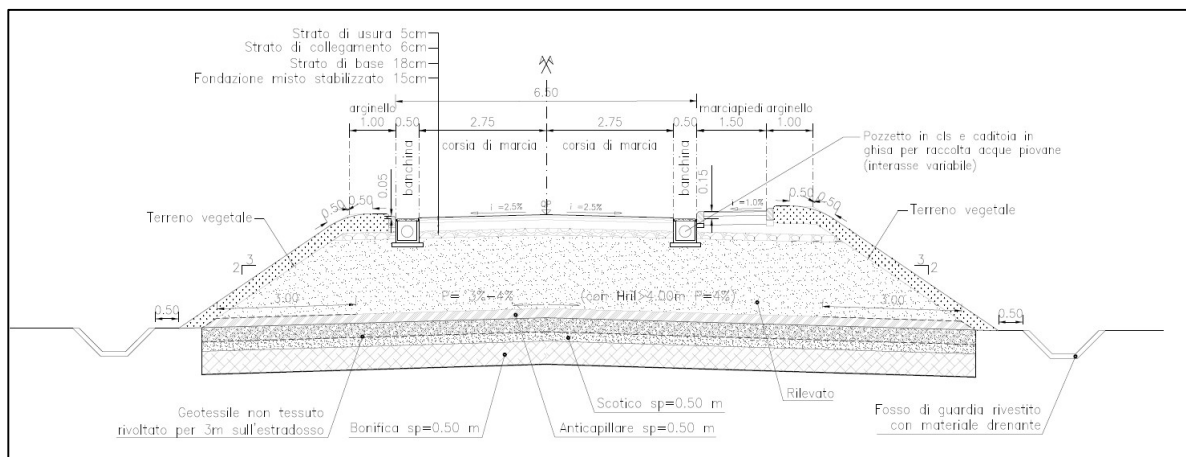 Strato di usura 5cm
Strato di collegamento 6cm
Strato di base 18cm
Fondazione misto stabilizzato 15cm
6.50
arginello
marciapiedi arginello
1.00 0.50 2.75 2.75 0.50 1.50 1.00
corsia di marcia corsia di marcia
banchina
banchina
Pozzetto in cls e caditoia in
ghisa per raccolta acque piovane
(interasse variabile)
0.05
0.15
0.50 0.50
i =2.5% i =2.5%
i =1.0%
0.50 0.50
Terreno vegetale
Terreno vegetale
3
2
3
2
0.50
3.00
P= 3%-4% (con Hril>4.00m P=4%)
3.00
0.50
Rilevato
Scotico sp=0.50 m
Geotessile non tessuto
rivoltato per 3m sull'estradosso
Bonifica sp=0.50 m
Anticapillare sp=0.50 m
Fosso di guardia rivestito
con materiale drenante